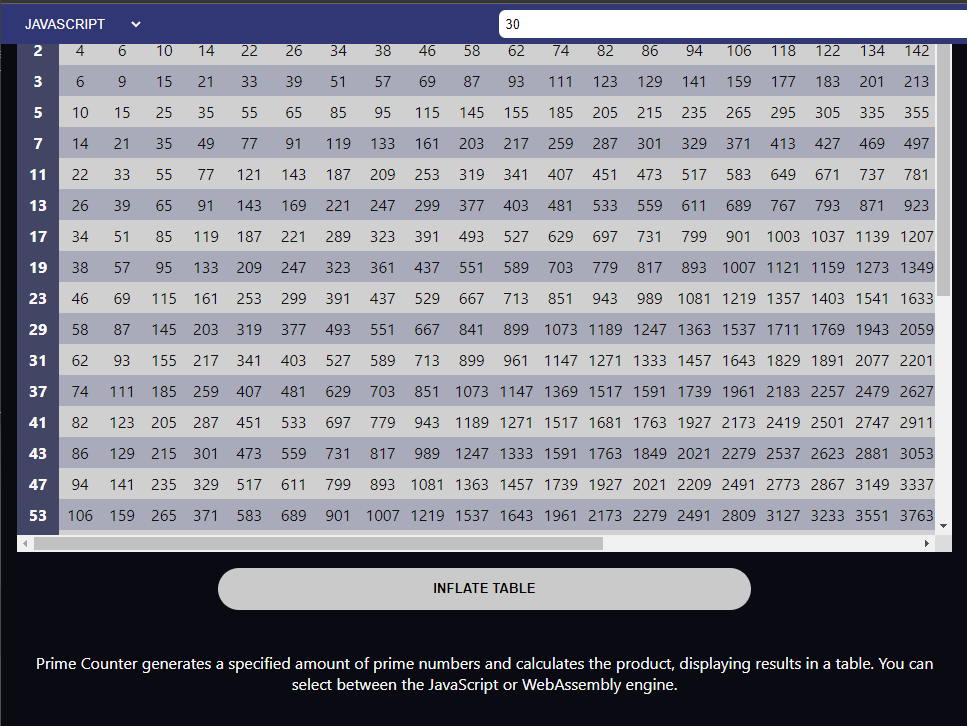 JAVASCRIPT 30
2 4 6 10 14 22 26 34 38 46 58 62 74 82 86 94 106 118 122 134 142
3 6 9 15 21 33 39 51 57 69 87 93 111 123 129 141 159 177 183 201 213
5 10 15 25 35 55 65 85 95 115 145 155 185 205 215 235 265 295 305 335 355
7 14 21 35 49 77 91 119 133 161 203 217 259 287 301 329 371 413 427 469 497
11 22 33 55 77 121 143 187 209 253 319 341 407 451 473 517 583 649 671 737 781
13 26 39 65 91 143 169 221 247 299 377 403 481 533 559 611 689 767 793 871 923
17 34 51 85 119 187 221 289 323 391 493 527 629 697 731 799 901 1003 1037 1139 1207
19 38 57 95 133 209 247 323 361 437 551 589 703 779 817 893 1007 1121 1159 1273 1349
23 46 69 115 161 253 299 391 437 529 667 713 851 943 989 1081 1219 1357 1403 1541 1633
29 58 87 145 203 319 377 493 551 667 841 899 1073 1189 1247 1363 1537 1711 1769 1943 2059
31 62 93 155 217 341 403 527 589 713 899 961 1147 1271 1333 1457 1643 1829 1891 2077 2201
37 74 111 185 259 407 481 629 703 851 1073 1147 1369 1517 1591 1739 1961 2183 2257 2479 2627
41 82 123 205 287 451 533 697 779 943 1189 1271 1517 1681 1763 1927 2173 2419 2501 2747 2911
43 86 129 215 301 473 559 731 817 989 1247 1333 1591 1763 1849 2021 2279 2537 2623 2881 3053
47 94 141 235 329 517 611 799 893 1081 1363 1457 1739 1927 2021 2209 2491 2773 2867 3149 3337
53 106 159 265 371 583 689 901 1007 1219 1537 1643 1961 2173 2279 2491 2809 3127 3233 3551 3763
INFLATE TABLE
Prime Counter generates a specified amount of prime numbers and calculates the product, displaying results in a table. You can
select between the JavaScript or WebAssembly engine.